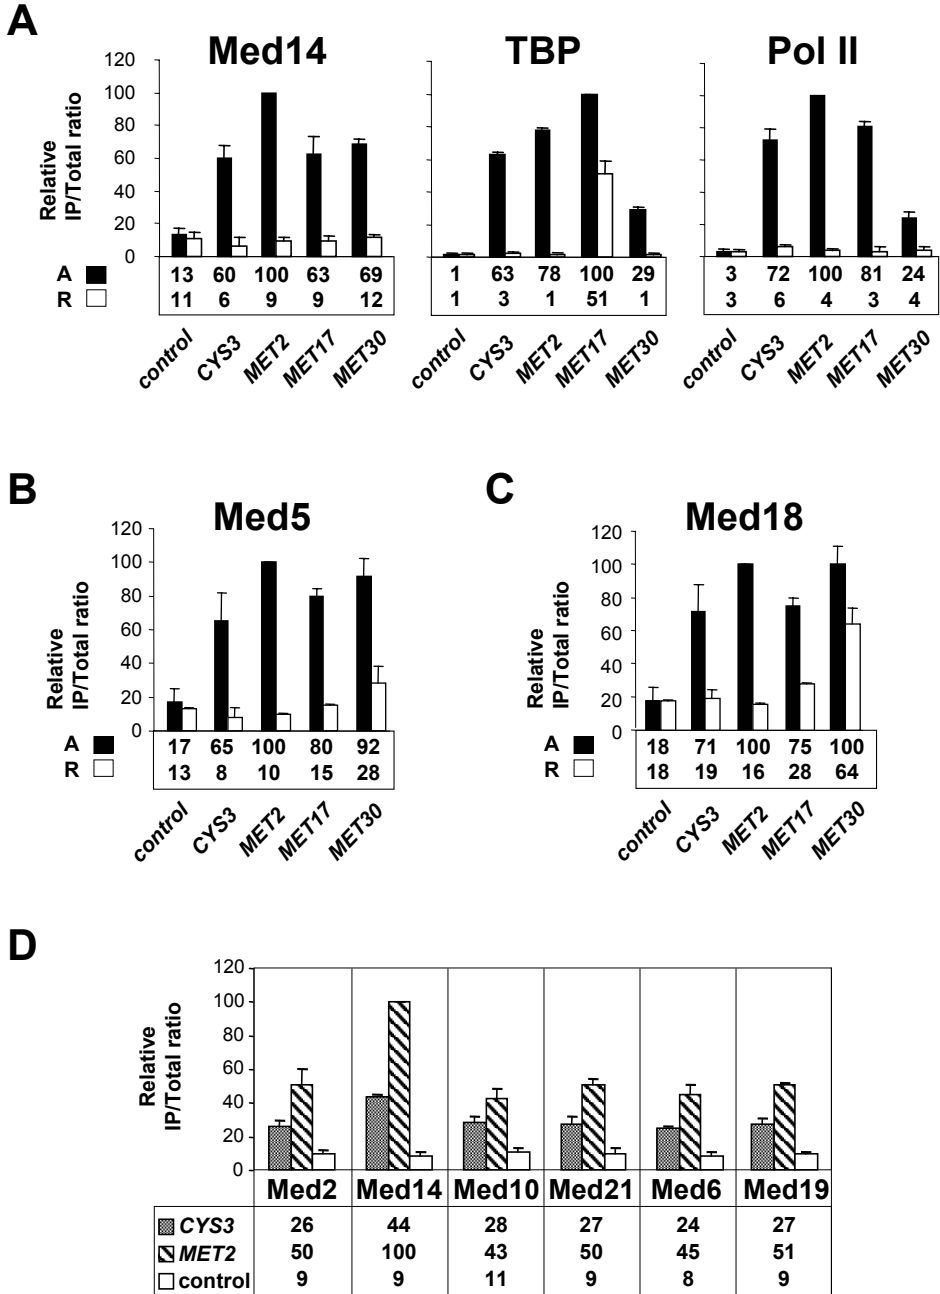 A
Med14
TBP
Pol II
Relative
IP/Total ratio
120
100
80
60
40
20
0
A 13 60 100 63 69
R 11 6 9 9 12
1 63 78 100 29
1 3 1 51 1
3 72 100 81 24
3 6 4 3 4
control CYS3 MET2 MET17 MET30
control CYS3 MET2 MET17 MET30
control CYS3 MET2 MET17 MET30
B
Med5
Relative
IP/Total ratio
120
100
80
60
40
20
0
A 17 65 100 80 92
R 13 8 10 15 28
control CYS3 MET2 MET17 MET30
C
Med18
Relative
IP/Total ratio
120
100
80
60
40
20
0
A 18 71 100 75 100
R 18 19 16 28 64
control CYS3 MET2 MET17 MET30
D
Relative
IP/Total ratio
120
100
80
60
40
20
0
Med2 Med14 Med10 Med21 Med6 Med19
CYS3 26 44 28 27 24 27
MET2 50 100 43 50 45 51
control 9 9 11 9 8 9